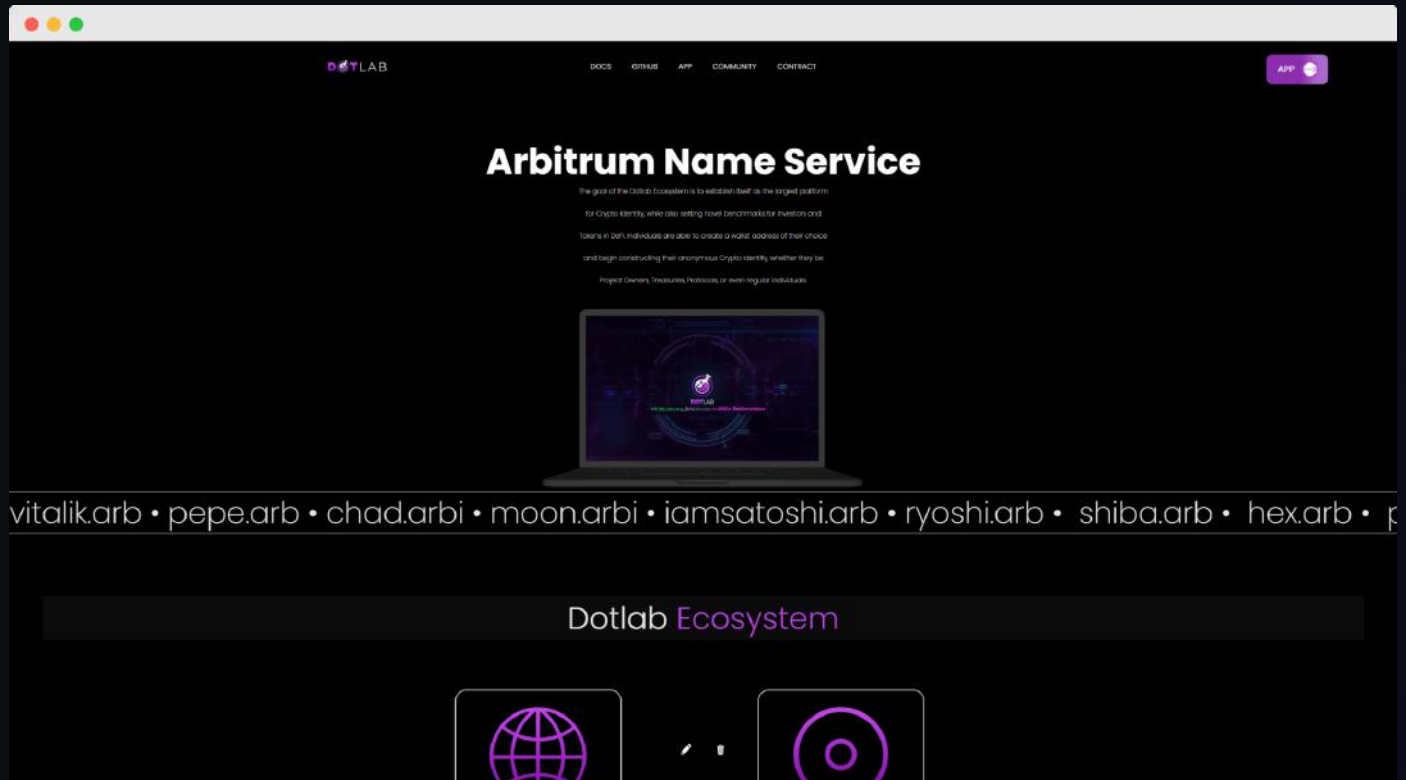 DOTLAB
DOCS GITHUB APP COMMUNITY CONTRACT
APP
Arbitrum Name Service
The goal of the Dotlab Ecosystem is to establish itself as the largest platform
for Crypto Identity, while also setting novel benchmarks for investors and
Tokens in DeFi. Individuals are able to create a wallet address of their choice
and begin constructing their anonymous Crypto Identity, whether they be
Project Owners, Treasuries, Protocols, or even regular individuals.
DOTLAB
vitalik.arb • pepe.arb • chad.arbi • moon.arbi • iamsatoshi.arb • ryoshi.arb • shiba.arb • hex.arb •
Dotlab Ecosystem